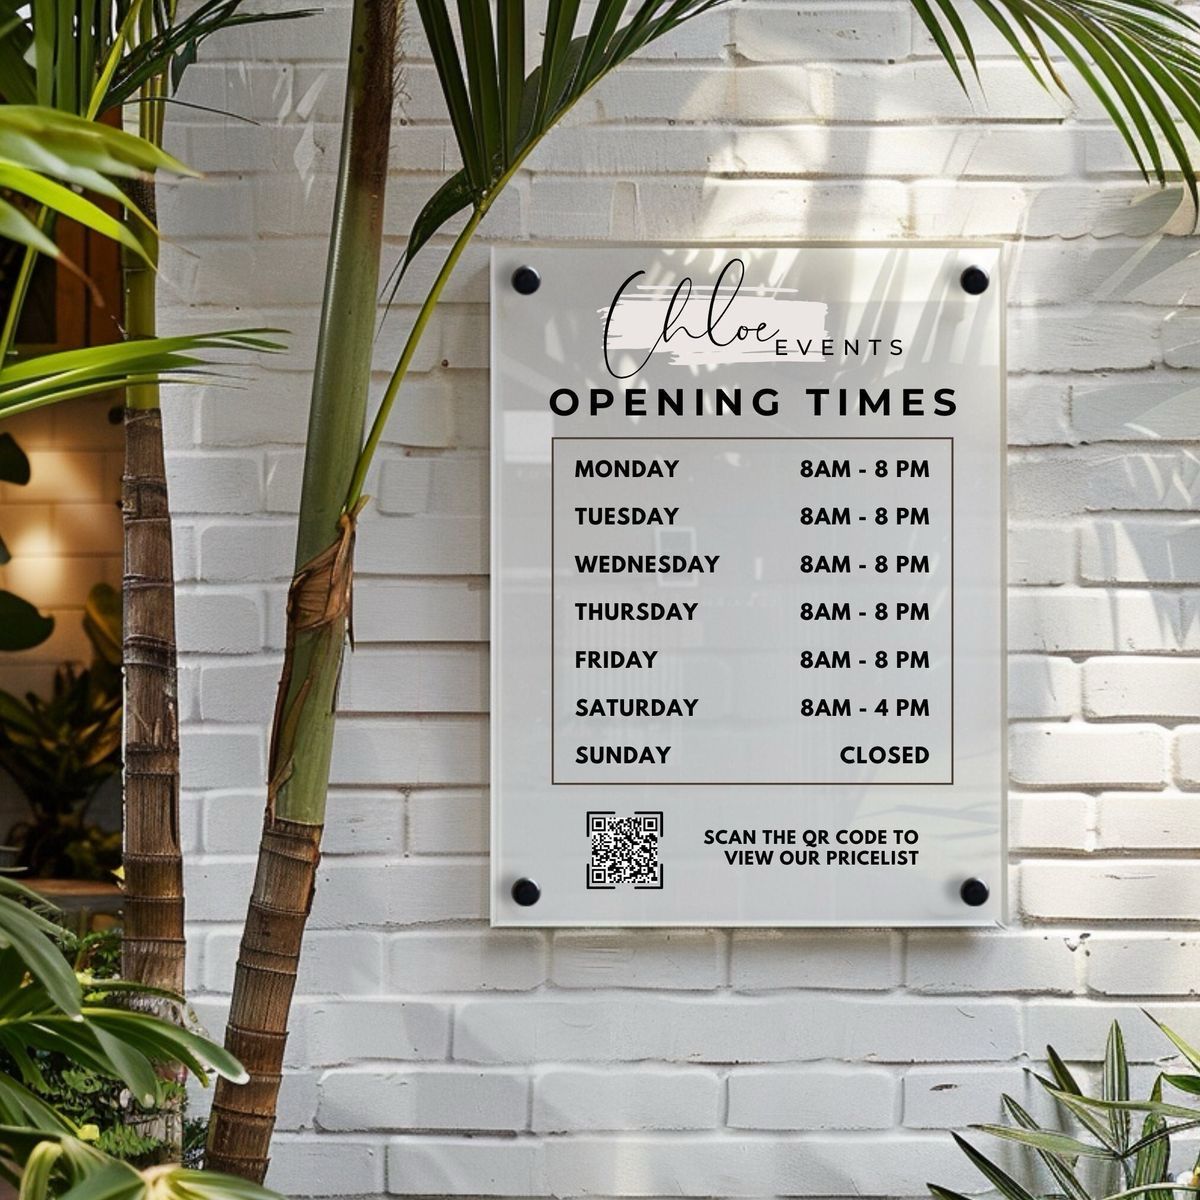 Chloe EVENTS
OPENING TIMES
MONDAY 8AM - 8 PM
TUESDAY 8AM - 8 PM
WEDNESDAY 8AM - 8 PM
THURSDAY 8AM - 8 PM
FRIDAY 8AM - 8 PM
SATURDAY 8AM - 4 PM
SUNDAY CLOSED
SCAN THE QR CODE TO
VIEW OUR PRICELIST